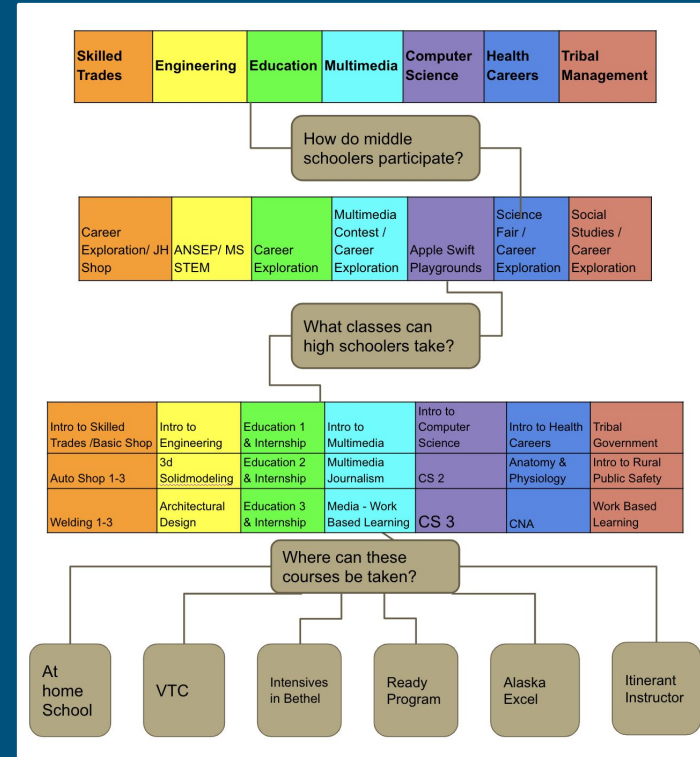 Skilled
Trades
Engineering
Education
Multimedia
Computer
Science
Health
Careers
Tribal
Management
How do middle
schoolers participate?
Career
Exploration/ JH
Shop
ANSEP/ MS
STEM
Career
Exploration
Multimedia
Contest /
Career
Exploration
Apple Swift
Playgrounds
Science
Fair /
Career
Exploration
Social
Studies /
Career
Exploration
What classes can
high schoolers take?
Intro to Skilled
Trades /Basic Shop
Intro to
Engineering
Education 1
& Internship
Intro to
Multimedia
Intro to
Computer
Science
Intro to Health
Careers
Tribal
Government
Auto Shop 1-3
3d
Solidmodeling
Education 2
& Internship
Multimedia
Journalism
CS 2
Anatomy &
Physiology
Intro to Rural
Public Safety
Welding 1-3
Architectural
Design
Education 3
& Internship
Media - Work
Based Learning
CS 3
CNA
Work Based
Learning
Where can these
courses be taken?
At
home
School
VTC
Intensives
in Bethel
Ready
Program
Alaska
Excel
Itinerant
Instructor